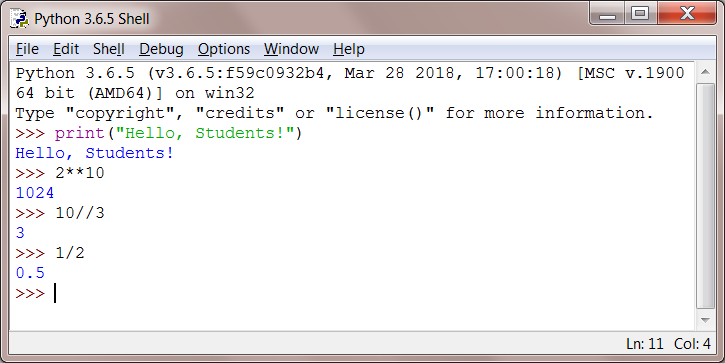 Python 3.6.5 Shell
File Edit Shell Debug Options Window Help
Python 3.6.5 (v3.6.5:f59c0932b4, Mar 28 2018, 17:00:18) [MSC v.1900
64 bit (AMD64)] on win32
Type "copyright", "credits" or "license()" for more information.
>>> print("Hello, Students!")
Hello, Students!
>>> 2**10
1024
>>> 10//3
3
>>> 1/2
0.5
>>>
Ln: 11 Col: 4